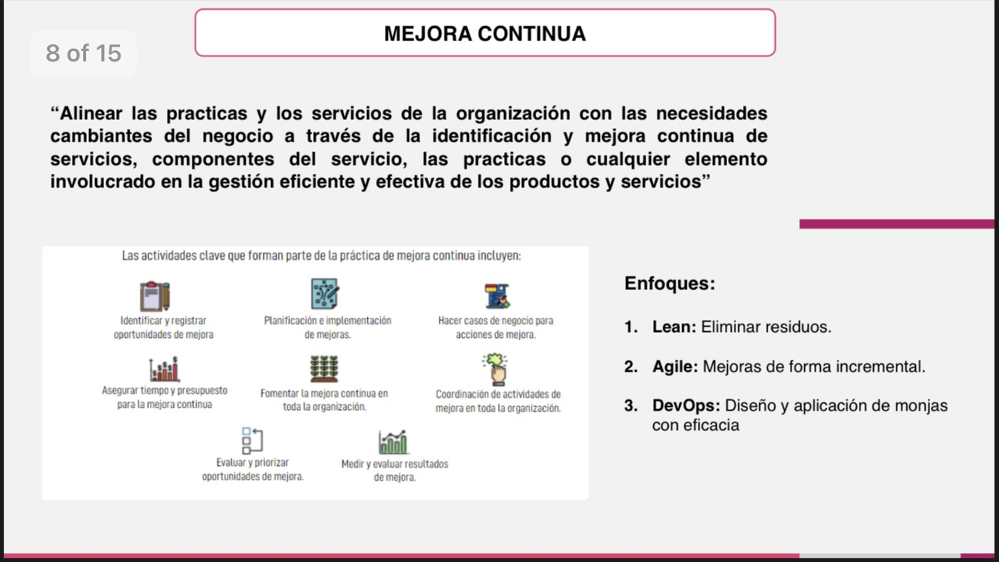 MEJORA CONTINUA
8 of 15
“Alinear las practicas y los servicios de la organización con las necesidades
cambiantes del negocio a través de la identificación y mejora continua de
servicios, componentes del servicio, las practicas o cualquier elemento
involucrado en la gestión eficiente y efectiva de los productos y servicios”
Las actividades clave que forman parte de la práctica de mejora continua incluyen:
Identificar y registrar
oportunidades de mejora
Planificación e implementación
de mejoras.
Hacer casos de negocio para
acciones de mejora.
Asegurar tiempo y presupuesto
para la mejora continua
Fomentar la mejora continua en
toda la organización.
Coordinación de actividades de
mejora en toda la organización.
Evaluar y priorizar
oportunidades de mejora.
Medir y evaluar resultados
de mejora.
Enfoques:
1. Lean: Eliminar residuos.
2. Agile: Mejoras de forma incremental.
3. DevOps: Diseño y aplicación de monjas
con eficacia